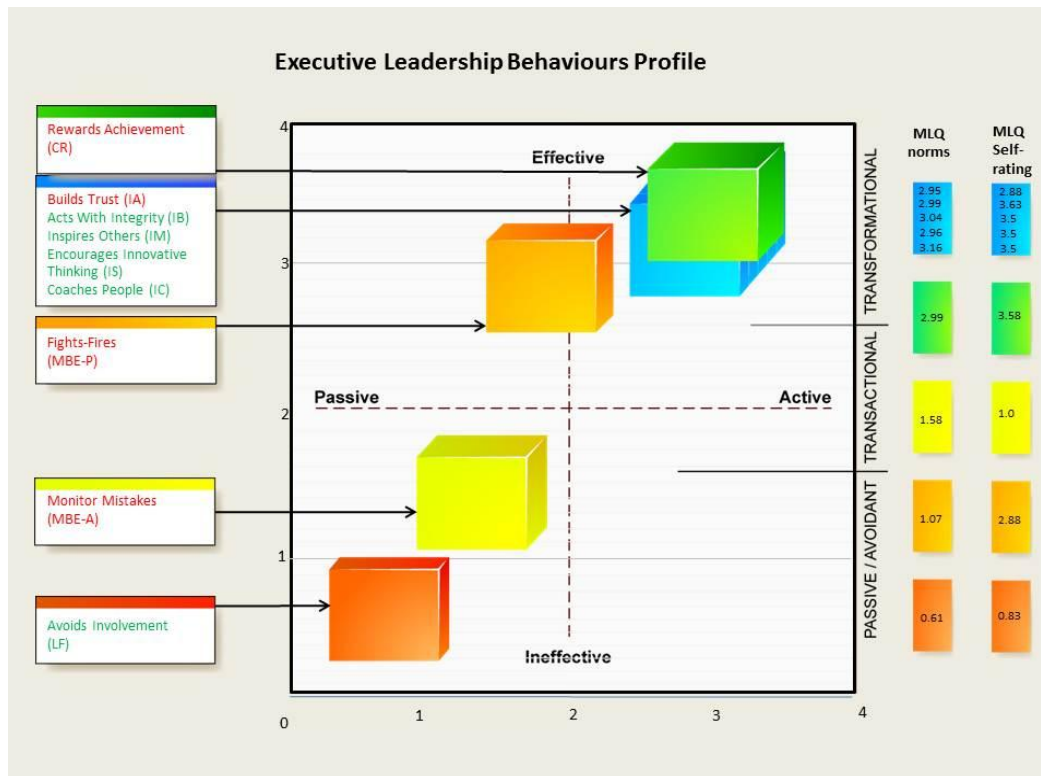 Executive Leadership Behaviours Profile
Rewards Achievement
(CR)
Builds Trust (IA)
Acts With Integrity (IB)
Inspires Others (IM)
Encourages Innovative
Thinking (IS)
Coaches People (IC)
Fights-Fires
(MBE-P)
Monitor Mistakes
(MBE-A)
Avoids Involvement
(LF)
4
3
2
1
0
1
2
3
4
Effective
Passive
Active
Ineffective
TRANSFORMATIONAL
TRANSACTIONAL
PASSIVE / AVOIDANT
MLQ
norms
2.95
2.99
3.04
2.96
3.16
2.99
1.58
1.07
0.61
MLQ
Self-
rating
2.88
3.63
3.5
3.5
3.5
3.58
1.0
2.88
0.83